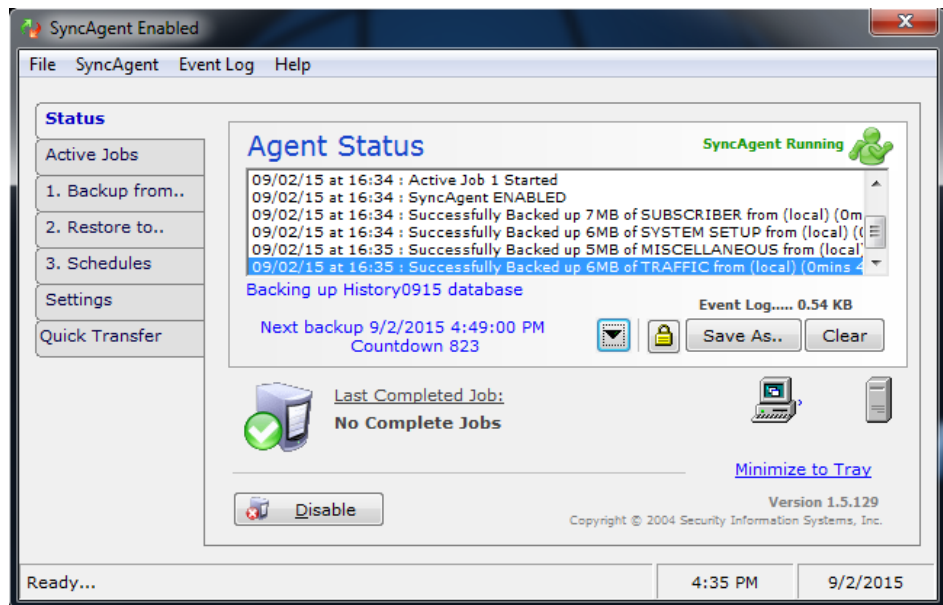 SyncAgent Enabled
File SyncAgent Event Log Help
Status
Active Jobs
1. Backup from..
2. Restore to..
3. Schedules
Settings
Quick Transfer
Agent Status
SyncAgent Running
09/02/15 at 16:34 : Active Job 1 Started
09/02/15 at 16:34 : SyncAgent ENABLED
09/02/15 at 16:34 : Successfully Backed up 7MB of SUBSCRIBER from (local) (0m
09/02/15 at 16:34 : Successfully Backed up 6MB of SYSTEM SETUP from (local) ((
09/02/15 at 16:35 : Successfully Backed up 5MB of MISCELLANEOUS from (local)
09/02/15 at 16:35 : Successfully Backed up 6MB of TRAFFIC from (local) (0mins 4
Backing up History0915 database
Event Log..... 0.54 KB
Next backup 9/2/2015 4:49:00 PM
Countdown 823
Save As..
Clear
Last Completed Job:
No Complete Jobs
Minimize to Tray
Disable
Version 1.5.129
Copyright © 2004 Security Information Systems, Inc.
Ready...
4:35 PM
9/2/2015